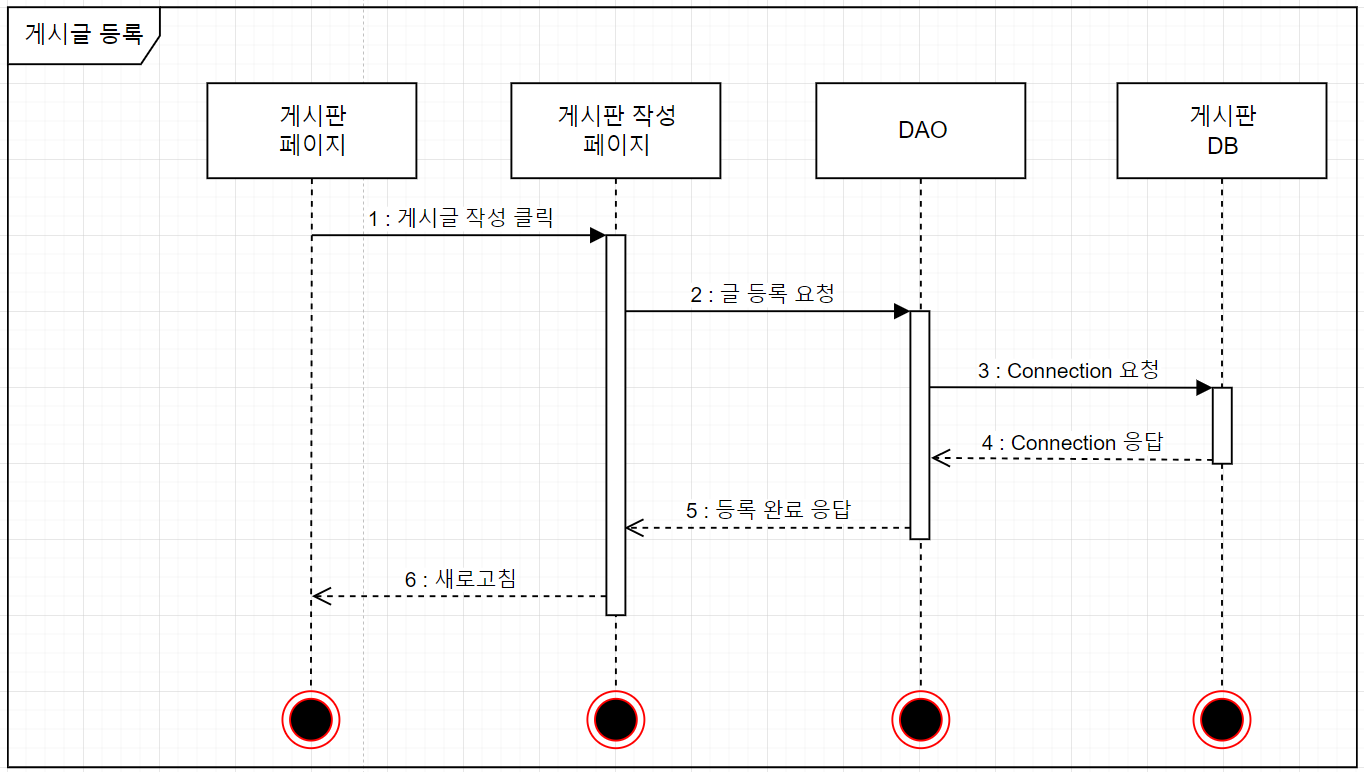 게시글 등록
게시판
페이지
게시판 작성
페이지
DAO
게시판
DB
1 : 게시글 작성 클릭
2 : 글 등록 요청
3 : Connection 요청
4 : Connection 응답
5 : 등록 완료 응답
6 : 새로고침